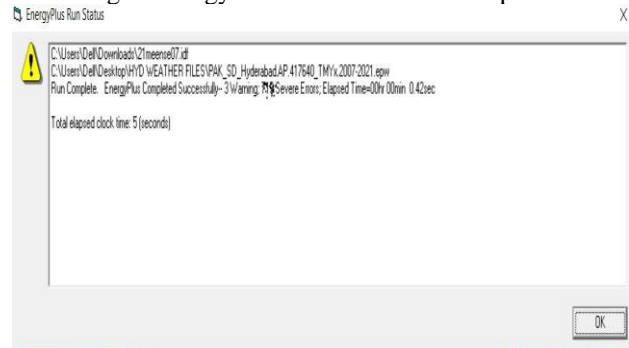 EnergyPlus Run Status
X
C:\Users\Dell\Downloads\21meense07.idf
C:\Users\Dell\Desktop\HYD WEATHER FILES\PAK_SD_Hyderabad.AP.417640_TMYx.2007-2021.epw
Run Complete. EnergyPlus Completed Successfully-- 3 Warning; Severe Errors; Elapsed Time=00hr 00min 0.42sec
Total elapsed clock time: 5 (seconds)
OK